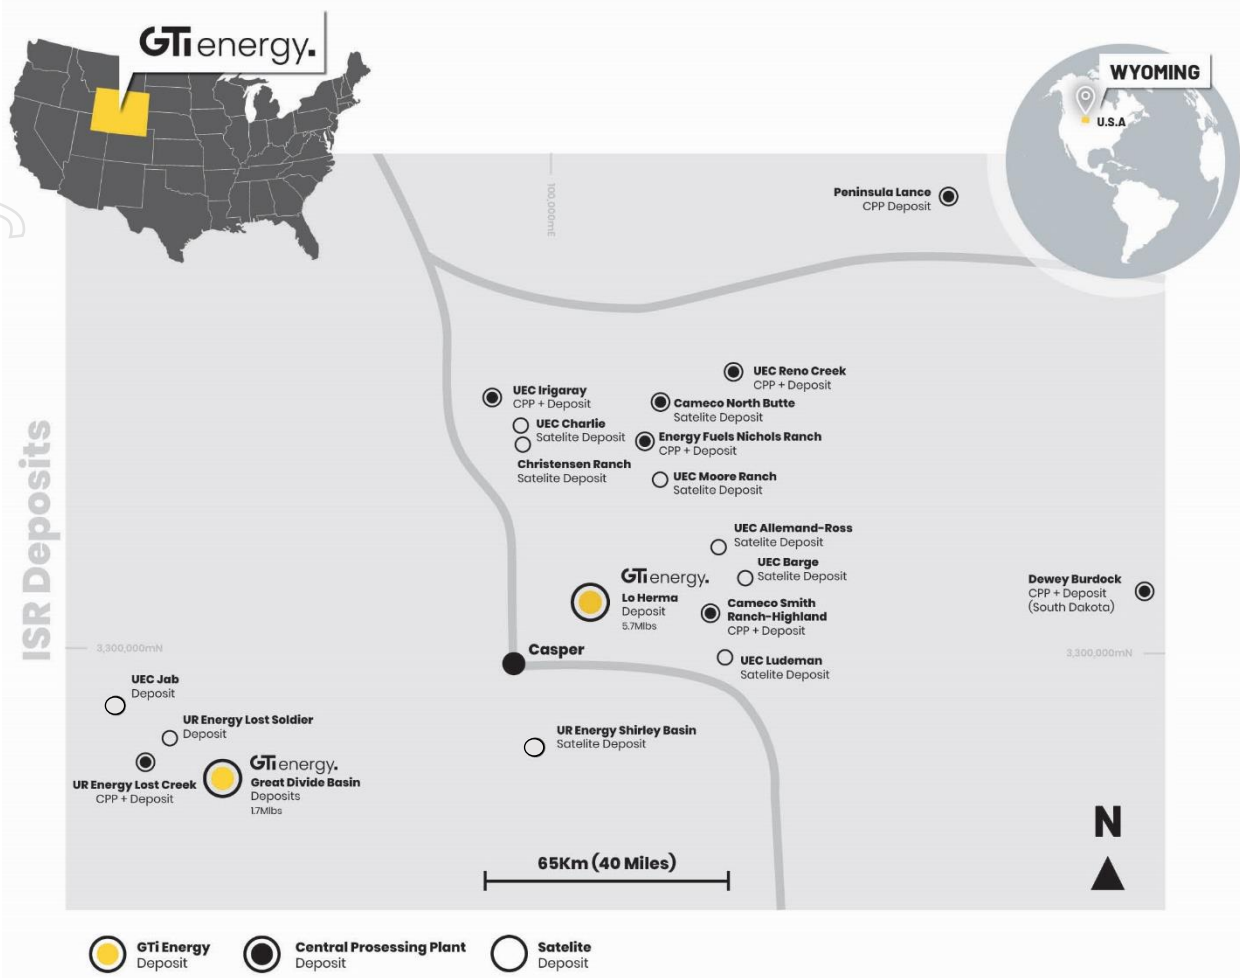 GTi energy.
WYOMING
U.S.A
100,000mE
Peninsula Lance
CPP Deposit
UEC Reno Creek
CPP + Deposit
UEC Irigaray
CPP + Deposit
Cameco North Butte
Satelite Deposit
UEC Charlie
Satelite Deposit
Energy Fuels Nichols Ranch
CPP + Deposit
Christensen Ranch
Satelite Deposit
UEC Moore Ranch
Satelite Deposit
ISR Deposits
UEC Allemand-Ross
Satelite Deposit
UEC Barge
Satelite Deposit
GTi energy.
Lo Herma
Deposit
5.7Mlbs
Cameco Smith
Ranch-Highland
CPP + Deposit
Dewey Burdock
CPP + Deposit
(South Dakota)
3,300,000mN
Casper
3,300,000mN
UEC Ludeman
Satelite Deposit
UEC Jab
Deposit
UR Energy Lost Soldier
Deposit
UR Energy Shirley Basin
Satelite Deposit
UR Energy Lost Creek
CPP + Deposit
GTi energy.
Great Divide Basin
Deposits
1.7Mlbs
N
65Km (40 Miles)
GTi Energy
Deposit
Central Prosessing Plant
Deposit
Satelite
Deposit